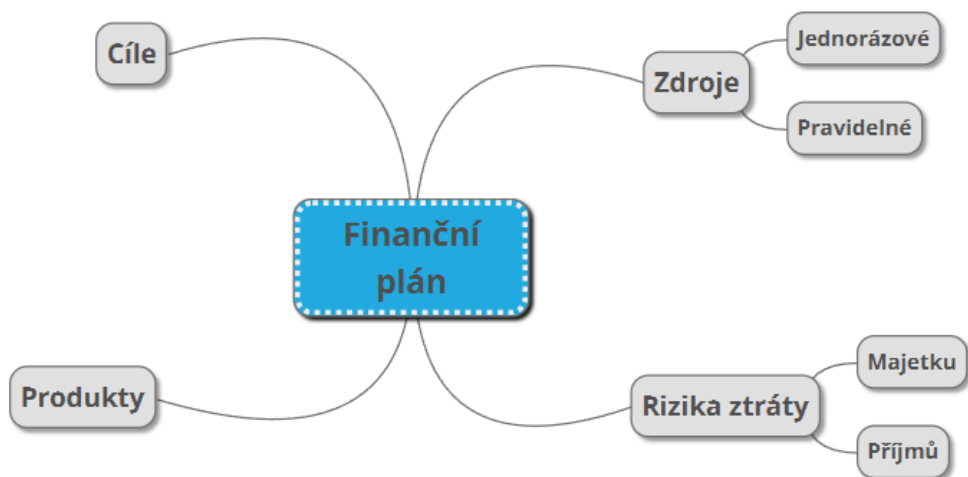 Cíle
Zdroje
Jednorázové
Pravidelné
Finanční
plán
Produkty
Rizika ztráty
Majetku
Příjmů